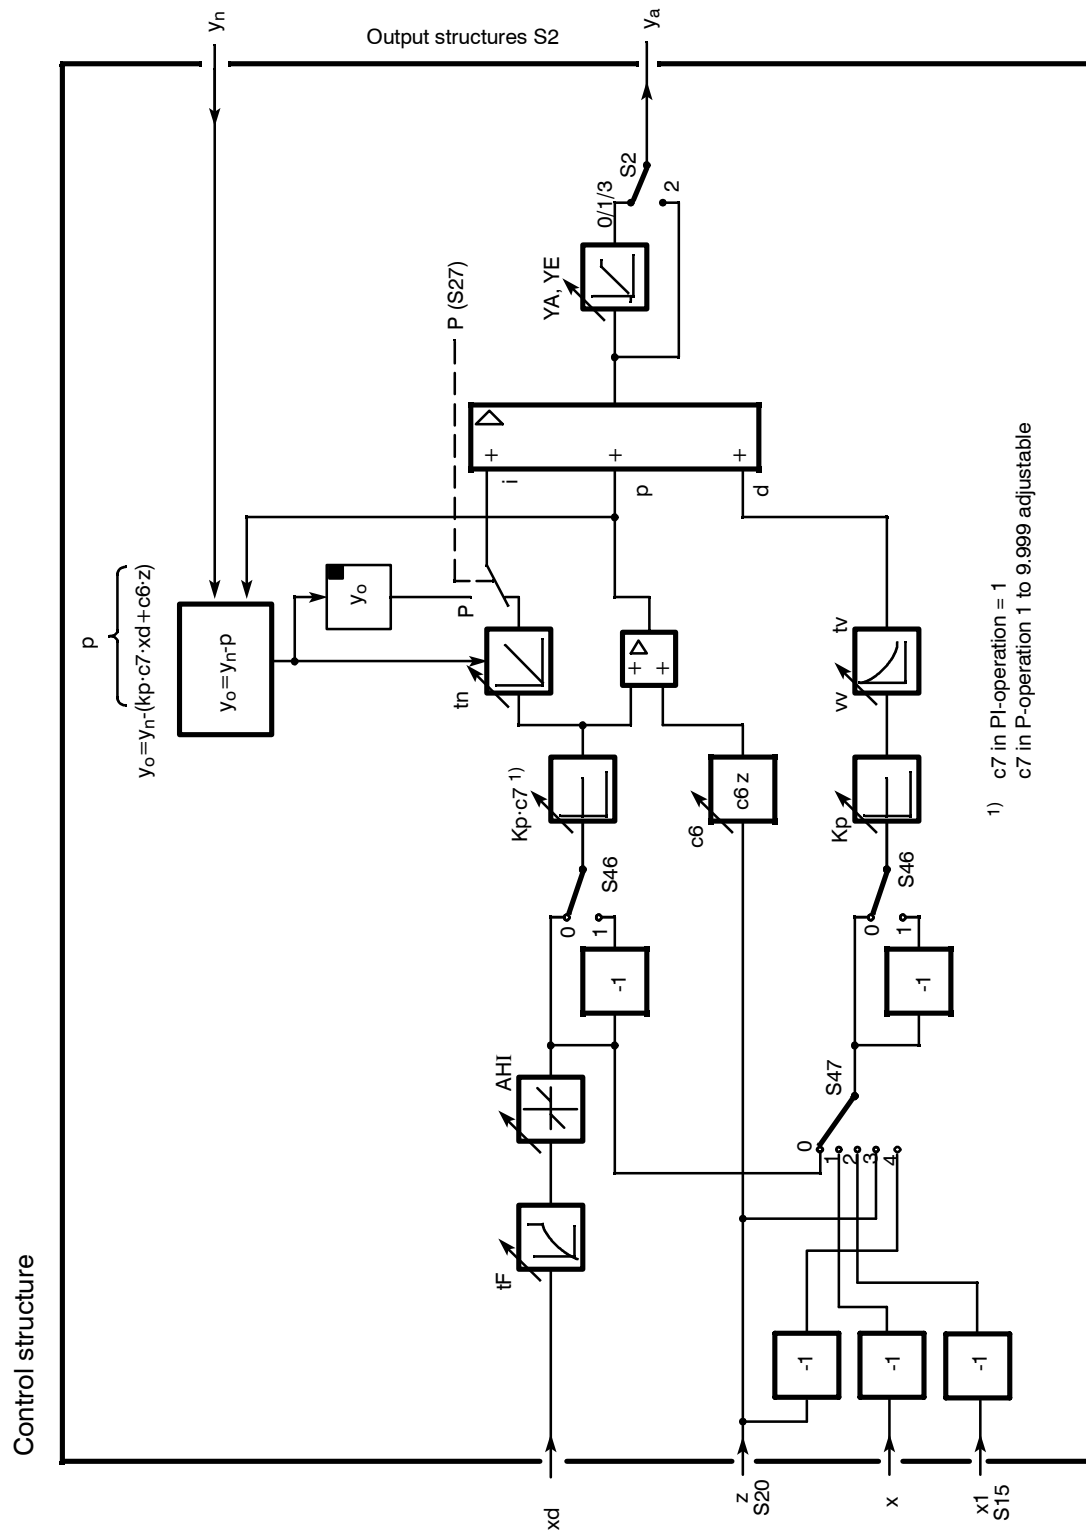 Control structure
Output structures S2
yn
ya
p
yo=yn-(kp·c7·xd+c6·z)
yo=yn-p
yo
P
P (S27)
tn
i
p
d
+
+
+
+
+
YA, YE
0/1/3
S2
2
xd
tF
AHI
-1
0
1
S46
Kp·c7 1)
z
S20
c6
c6 z
x
x1
S15
-1
-1
-1
0
1
2
3
4
S47
-1
0
1
S46
Kp
vv
tv
1) c7 in PI-operation = 1
c7 in P-operation 1 to 9.999 adjustable